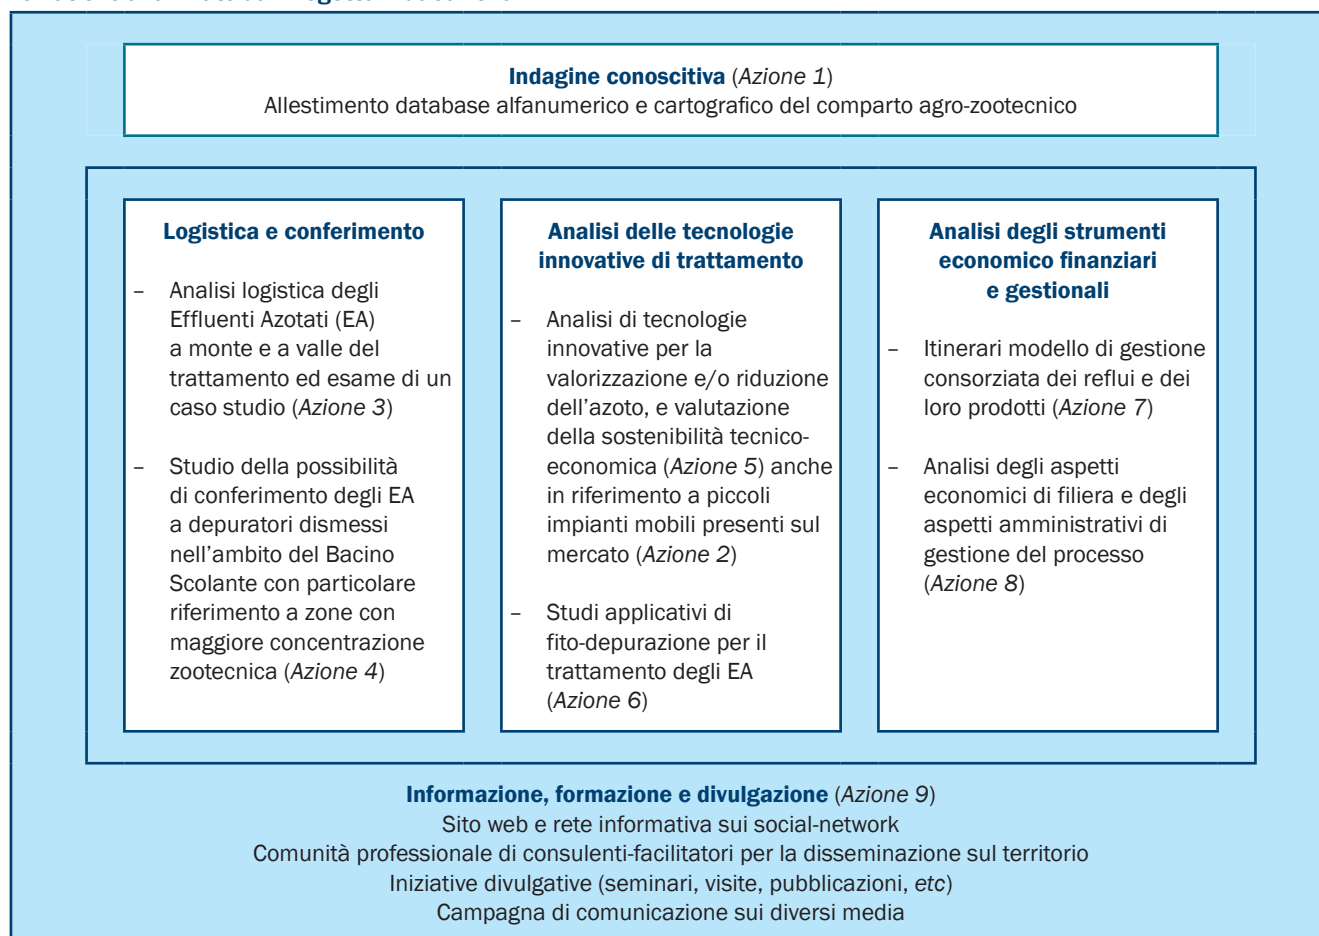 Indagine conoscitiva (Azione 1)
Allestimento database alfanumerico e cartografico del comparto agro-zootecnico
Logistica e conferimento
– Analisi logistica degli
Effluenti Azotati (EA)
a monte e a valle del
trattamento ed esame di un
caso studio (Azione 3)
– Studio della possibilità
di conferimento degli EA
a depuratori dismessi
nell’ambito del Bacino
Scolante con particolare
riferimento a zone con
maggiore concentrazione
zootecnica (Azione 4)
Analisi delle tecnologie
innovative di trattamento
– Analisi di tecnologie
innovative per la
valorizzazione e/o riduzione
dell’azoto, e valutazione
della sostenibilità tecnico-
economica (Azione 5) anche
in riferimento a piccoli
impianti mobili presenti sul
mercato (Azione 2)
– Studi applicativi di
fito-depurazione per il
trattamento degli EA
(Azione 6)
Analisi degli strumenti
economico finanziari
e gestionali
– Itinerari modello di gestione
consorziata dei reflui e dei
loro prodotti (Azione 7)
– Analisi degli aspetti
economici di filiera e degli
aspetti amministrativi di
gestione del processo
(Azione 8)
Informazione, formazione e divulgazione (Azione 9)
Sito web e rete informativa sui social-network
Comunità professionale di consulenti-facilitatori per la disseminazione sul territorio
Iniziative divulgative (seminari, visite, pubblicazioni, etc)
Campagna di comunicazione sui diversi media